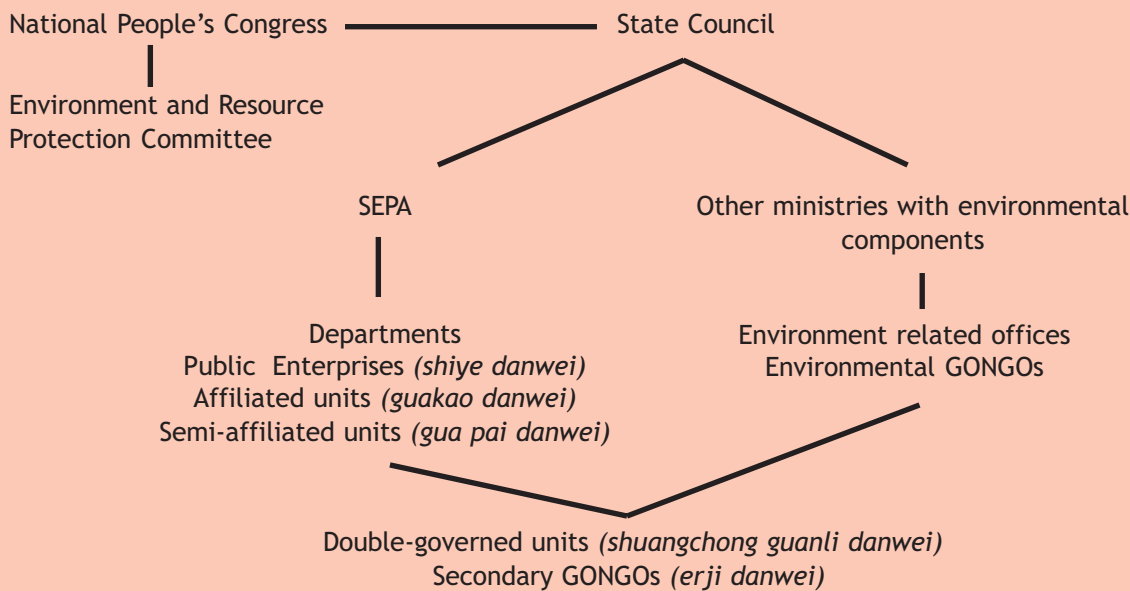 National People’s Congress
State Council
Environment and Resource
Protection Committee
SEPA
Other ministries with environmental
components
Departments
Public Enterprises (shiye danwei)
Affiliated units (guakao danwei)
Semi-affiliated units (gua pai danwei)
Environment related offices
Environmental GONGOs
Double-governed units (shuangchong guanli danwei)
Secondary GONGOs (erji danwei)